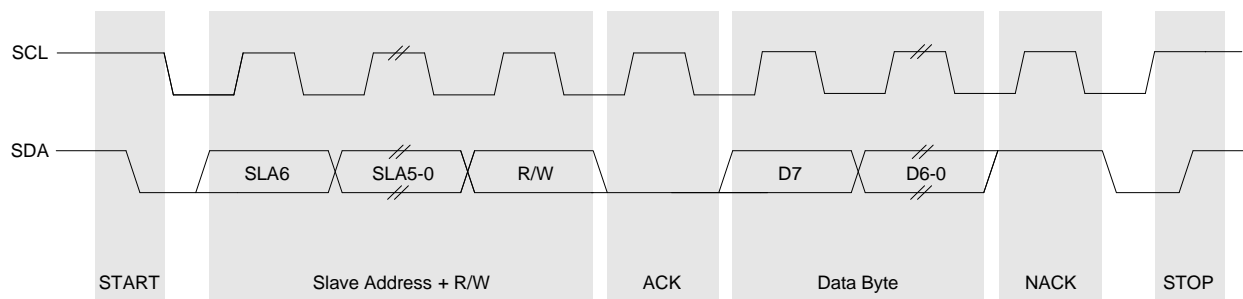 SCL
SDA
SLA6 SLA5-0 R/W D7 D6-0
START Slave Address + R/W ACK Data Byte NACK STOP